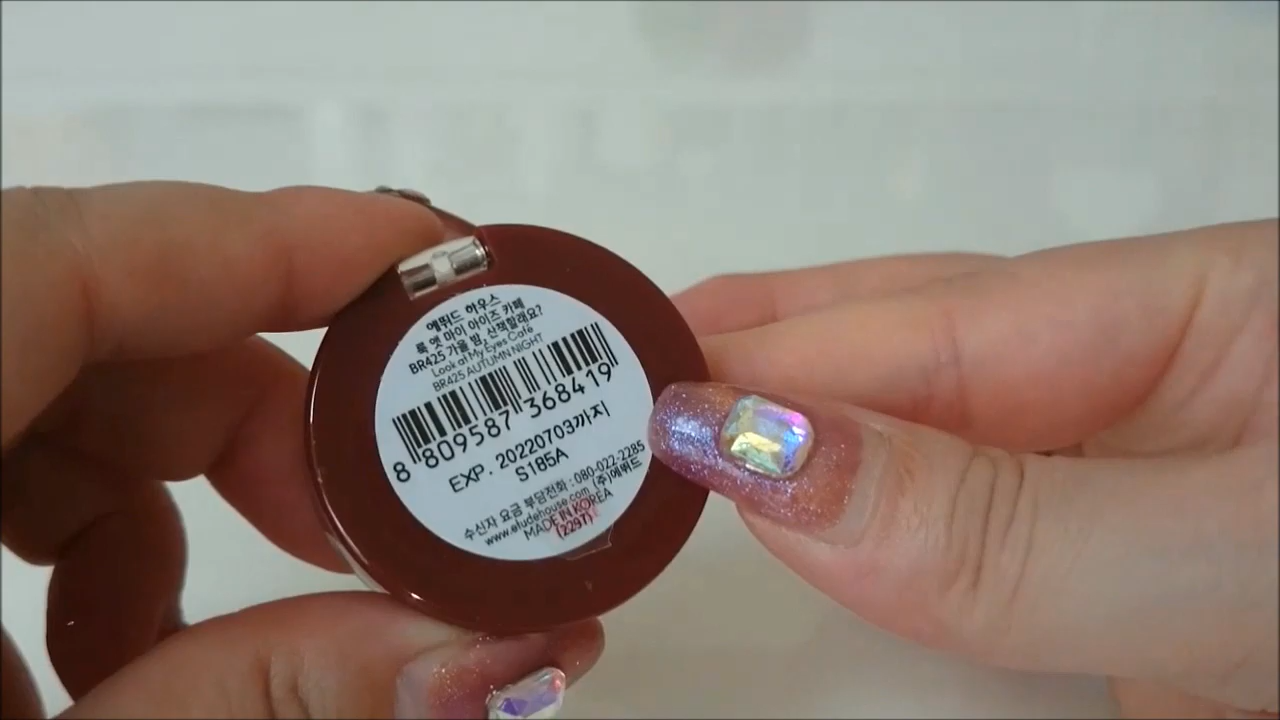 에뛰드 하우스
룩 앳 마이 아이즈 카페
BR425 가을 밤, 산책할래요?
Look at My Eyes Café
BR425 AUTUMN NIGHT
8 809587 368419
EXP. 20220703까지
S185A
수신자 요금 부담전화 : 080-022-2285
www.etudehouse.com (주)에뛰드
MADE IN KOREA
(2297)